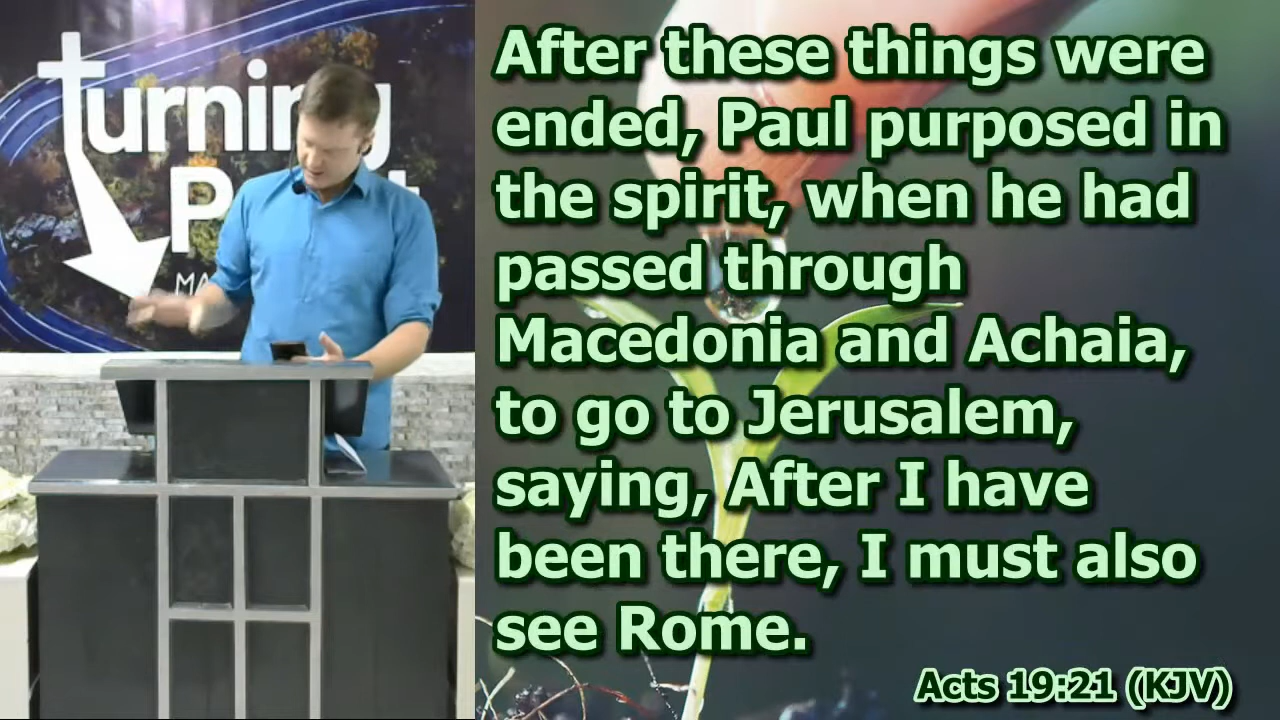 turning
MA
After these things were
ended, Paul purposed in
the spirit, when he had
passed through
Macedonia and Achaia,
to go to Jerusalem,
saying, After I have
been there, I must also
see Rome.
Acts 19:21 (KJV)